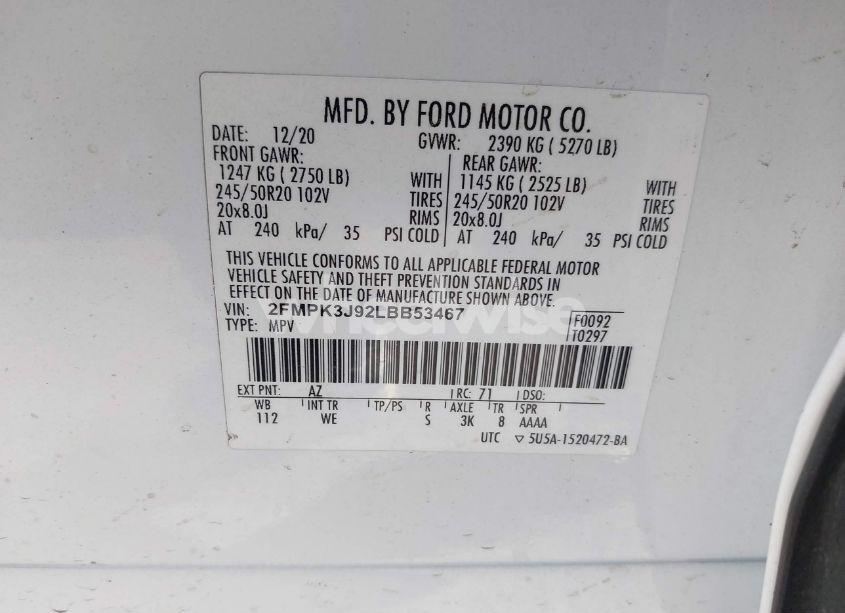 MFD. BY FORD MOTOR CO.
DATE: 12/20 GVWR: 2390 KG ( 5270 LB)
FRONT GAWR: REAR GAWR:
1247 KG ( 2750 LB) WITH 1145 KG ( 2525 LB) WITH
245/50R20 102V TIRES 245/50R20 102V TIRES
20x8.0J RIMS 20x8.0J RIMS
AT 240 kPa/ 35 PSI COLD AT 240 kPa/ 35 PSI COLD
THIS VEHICLE CONFORMS TO ALL APPLICABLE FEDERAL MOTOR
VEHICLE SAFETY AND THEFT PREVENTION STANDARDS IN
EFFECT ON THE DATE OF MANUFACTURE SHOWN ABOVE.
VIN: 2FMPK3J92LBB53467 F0092
TYPE: MPV T0297
wheelwise
EXT PNT: AZ RC: 71 DSO:
WB INT TR TP/PS R AXLE TR SPR
112 WE S 3K 8 AAAA
UTC ▽ 5U5A-1520472-BA